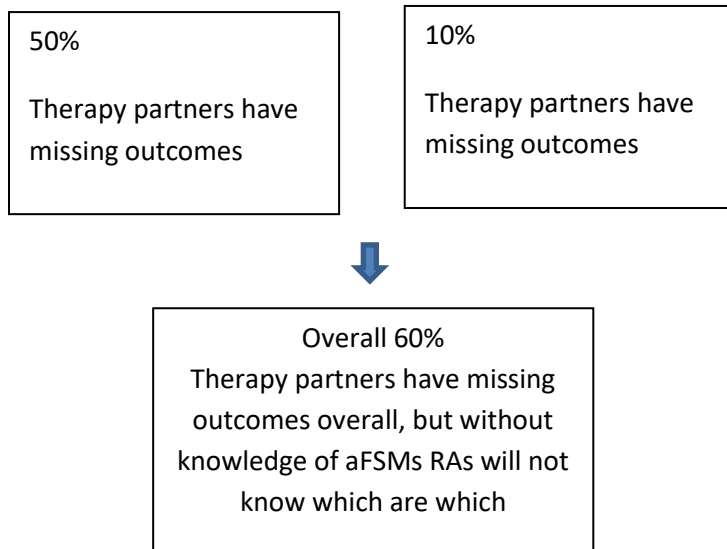 50%
Therapy partners have
missing outcomes
10%
Therapy partners have
missing outcomes
Overall 60%
Therapy partners have missing
outcomes overall, but without
knowledge of aFSMs RAs will not
know which are which